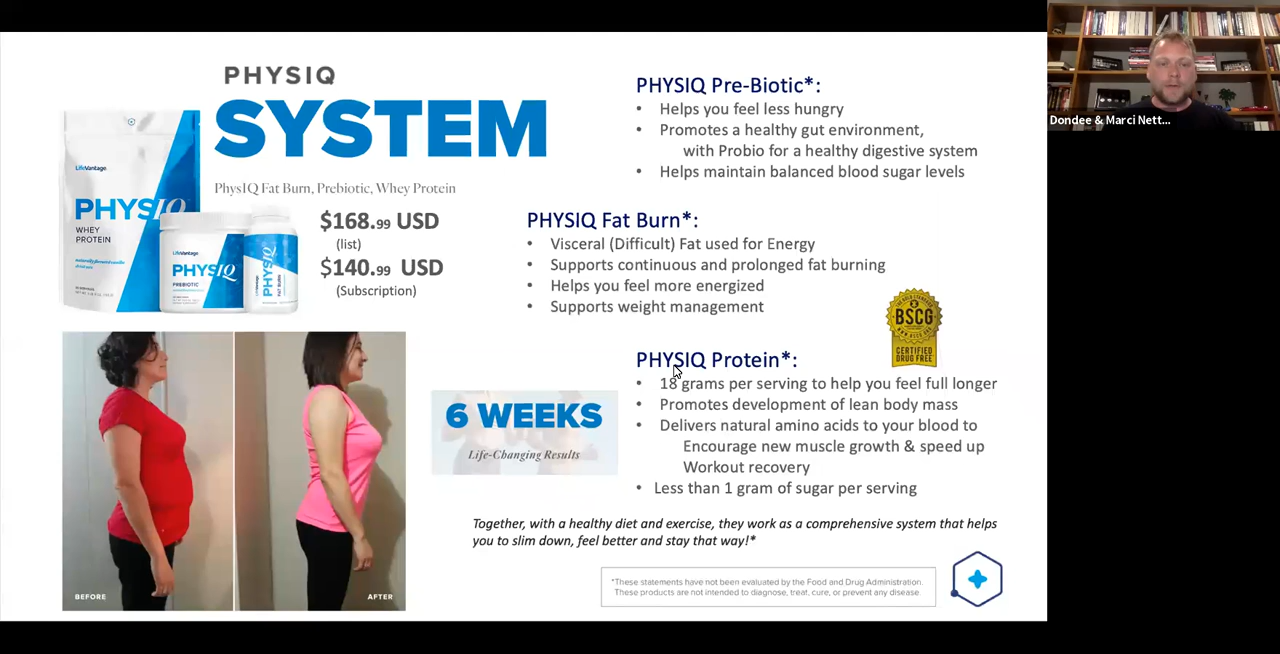 PHYSIQ
SYSTEM
PhysIQ Fat Burn, Prebiotic, Whey Protein
$168.99 USD
(list)
$140.99 USD
(Subscription)
LifeVantage
PHYSIQ
WHEY
PROTEIN
LifeVantage
PHYSIQ
PREBIOTIC
PHYSIQ
FAT BURN
PHYSIQ Pre-Biotic*:
• Helps you feel less hungry
• Promotes a healthy gut environment,
with Probio for a healthy digestive system
• Helps maintain balanced blood sugar levels
PHYSIQ Fat Burn*:
• Visceral (Difficult) Fat used for Energy
• Supports continuous and prolonged fat burning
• Helps you feel more energized
• Supports weight management
BSCG
CERTIFIED
DRUG FREE
PHYSIQ Protein*:
• 18 grams per serving to help you feel full longer
• Promotes development of lean body mass
• Delivers natural amino acids to your blood to
Encourage new muscle growth & speed up
Workout recovery
• Less than 1 gram of sugar per serving
6 WEEKS
Life-Changing Results
BEFORE
AFTER
Together, with a healthy diet and exercise, they work as a comprehensive system that helps
you to slim down, feel better and stay that way!*
*These statements have not been evaluated by the Food and Drug Administration.
These products are not intended to diagnose, treat, cure, or prevent any disease.
Dondee & Marci Nett...